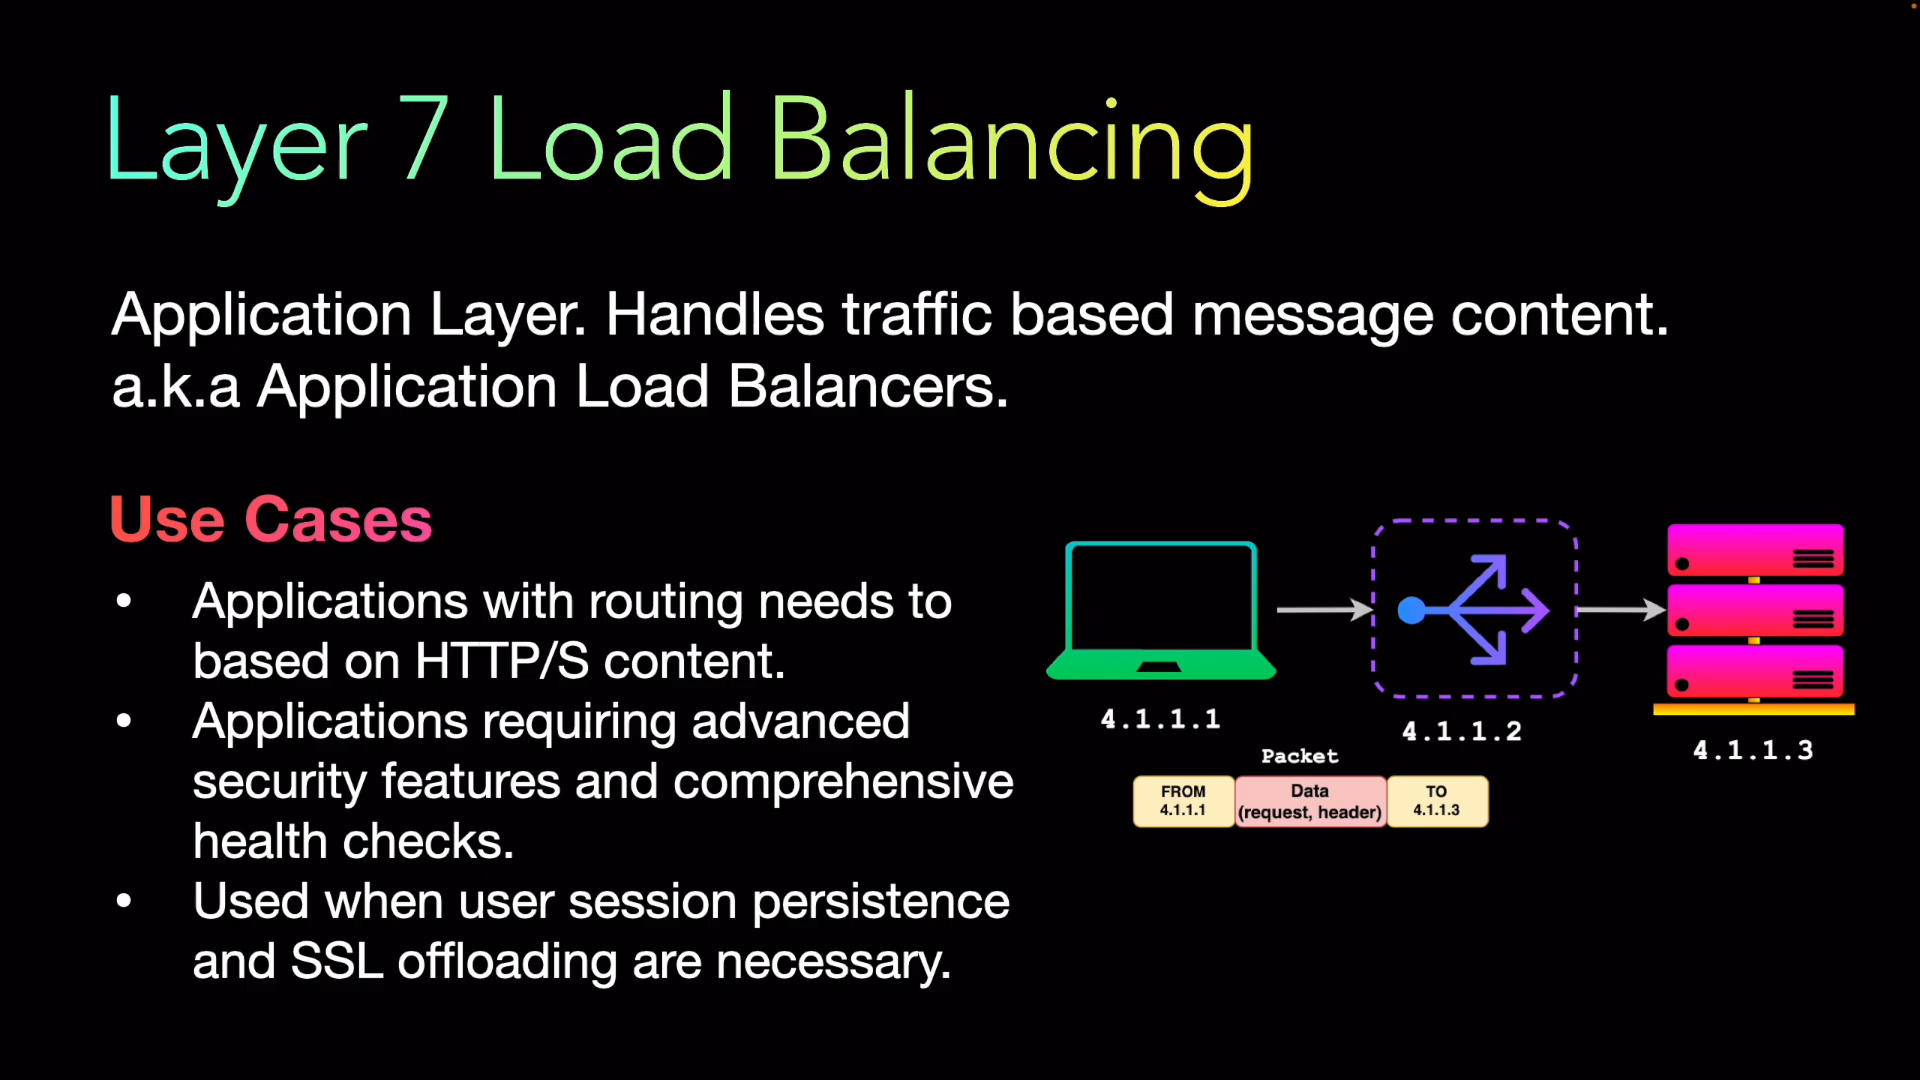 Layer 7 Load Balancing
Application Layer. Handles traffic based message content.
a.k.a Application Load Balancers.
Use Cases
• Applications with routing needs to
based on HTTP/S content.
• Applications requiring advanced
security features and comprehensive
health checks.
• Used when user session persistence
and SSL offloading are necessary.
4.1.1.1
4.1.1.2
4.1.1.3
Packet
FROM
4.1.1.1
Data
(request, header)
TO
4.1.1.3